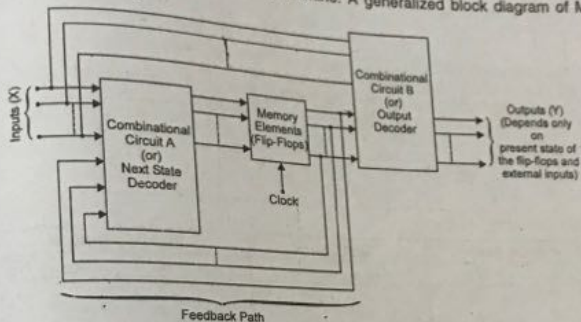 A generalized block diagram of M
Inputs (X)
Combinational
Circuit A
(or)
Next State
Decoder
Memory
Elements
(Flip-Flops)
Clock
Combinational
Circuit B
(or)
Output
Decoder
Outputs (Y)
(Depends only
on
present state of
the flip-flops and
external inputs)
Feedback Path